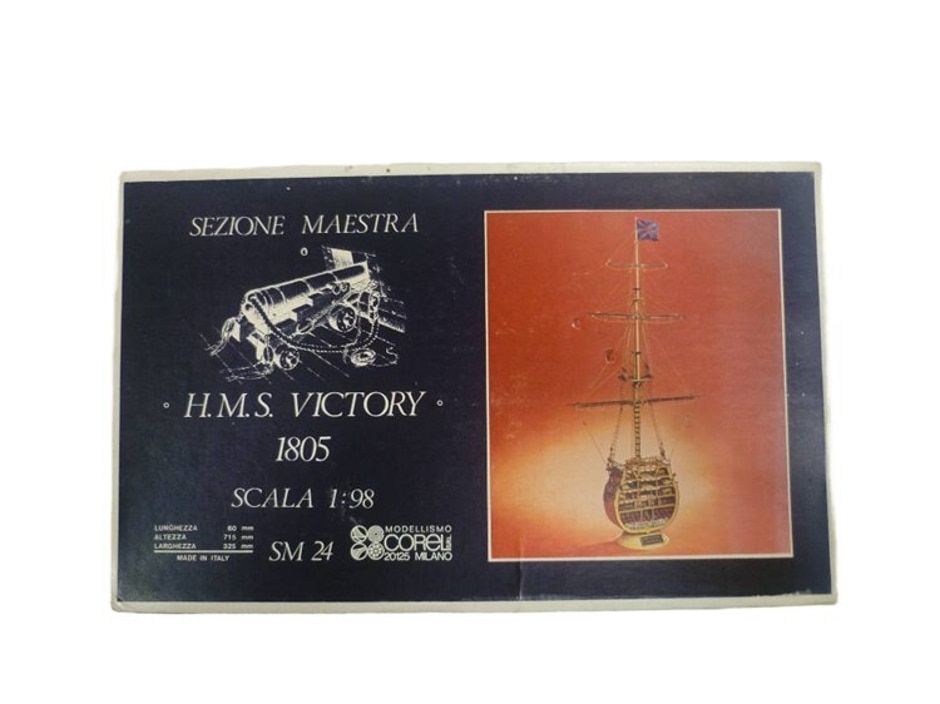 SEZIONE MAESTRA
H.M.S. VICTORY
1805
SCALA 1:98
LUNGHEZZA 60 mm
ALTEZZA 715 mm
LARGHEZZA 325 mm
MADE IN ITALY
SM 24
MODELLISMO
COREL
20125 MILANO